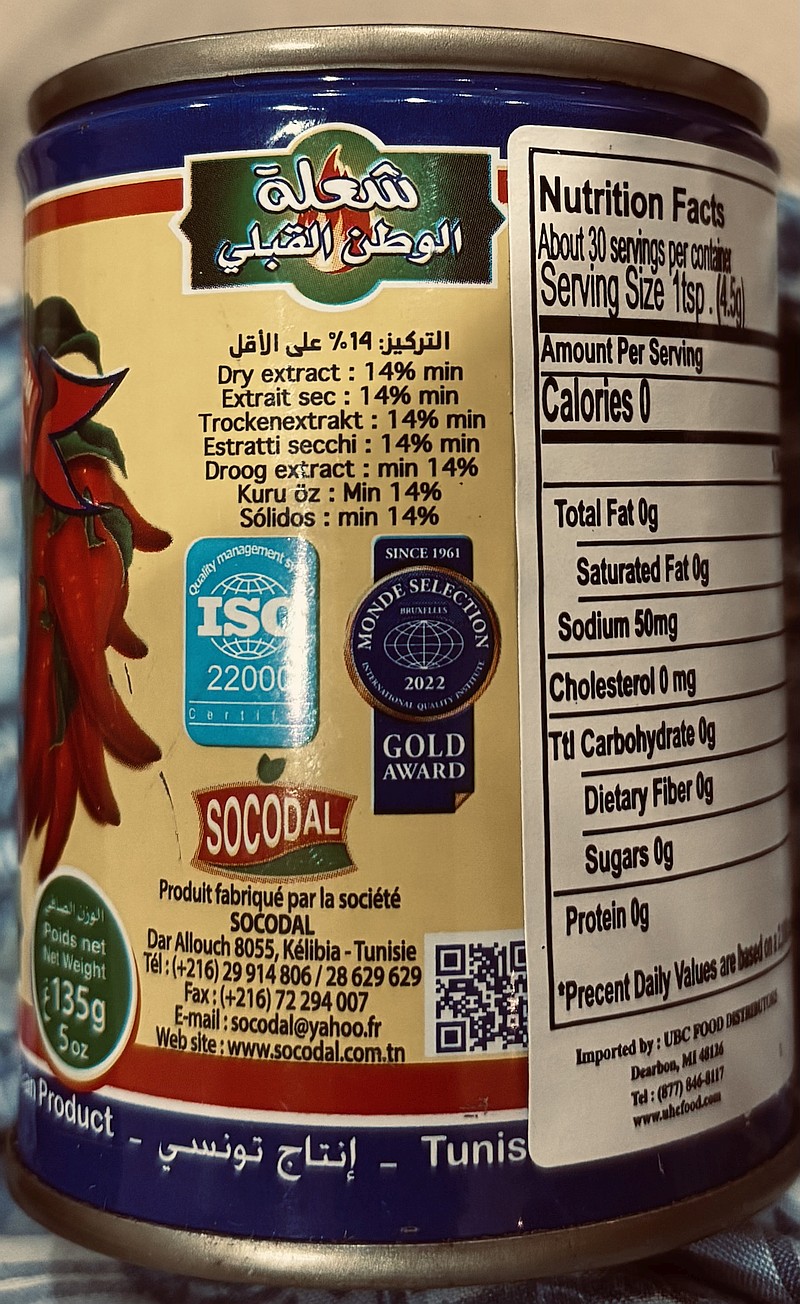 شعلة
الوطن القبلي
التركيز: 14% على الأقل
Dry extract : 14% min
Extrait sec : 14% min
Trockenextrakt : 14% min
Estratti secchi : 14% min
Droog extract : min 14%
Kuru öz : Min 14%
Sólidos : min 14%
Quality management
ISO
22000
SINCE 1961
MONDE SELECTION
BRUXELLES
2022
INTERNATIONAL QUALITY INSTITUTE
GOLD
AWARD
SOCODAL
Produit fabriqué par la société
SOCODAL
Dar Allouch 8055, Kélibia - Tunisie
Tél : (+216) 29 914 806 / 28 629 629
Fax : (+216) 72 294 007
E-mail : socodal@yahoo.fr
Web site : www.socodal.com.tn
الوزن الصافي
Poids net
Net Weight
135g غ
5 oz
Product - إنتاج تونسي - Tunis
Nutrition Facts
About 30 servings per container
Serving Size 1tsp . (4.5g)
Amount Per Serving
Calories 0
Total Fat 0g
Saturated Fat 0g
Sodium 50mg
Cholesterol 0 mg
Ttl Carbohydrate 0g
Dietary Fiber 0g
Sugars 0g
Protein 0g
*Precent Daily Values are based on a
Imported by : UBC FOOD DISTRIBUTORS
Dearbon, MI 48126
Tel : (877) 846-8117
www.ubcfood.com